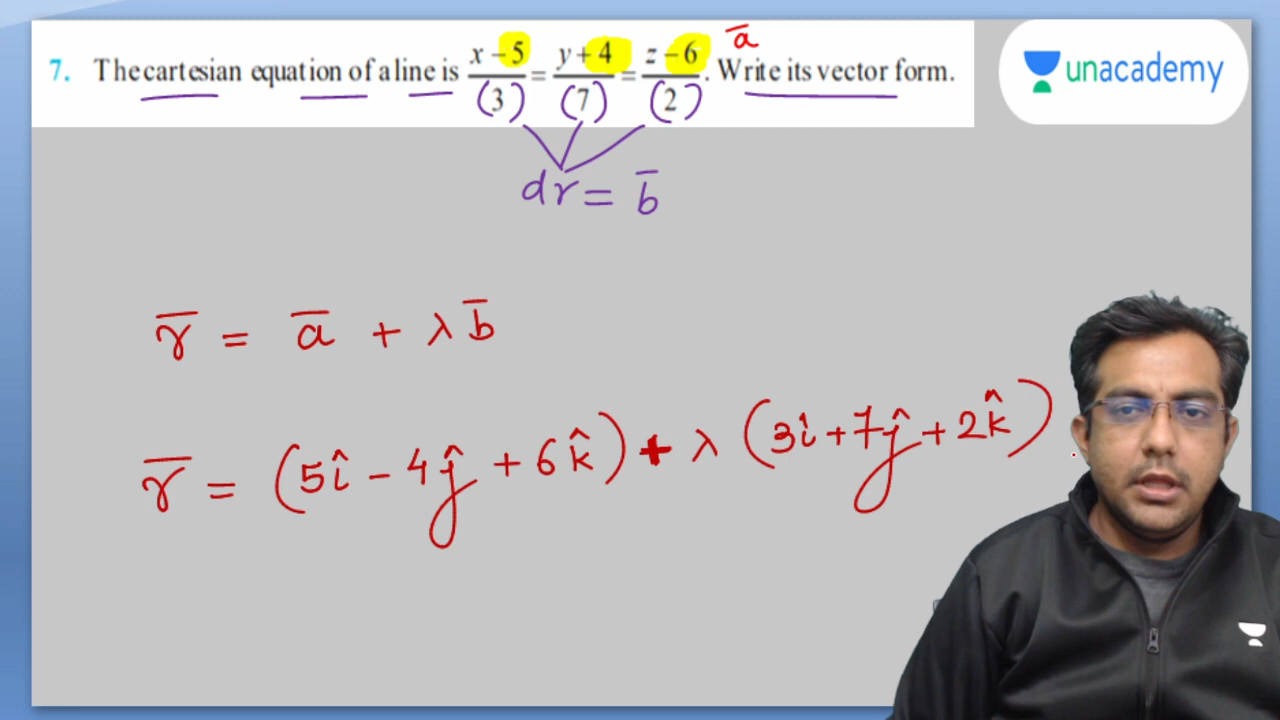 7. The cartesian equation of a line is (x − 5)/(3) = (y + 4)/(7) = (z − 6)/(2). Write its vector form.
a̅
unacademy
dr = b̅
r̅ = a̅ + λb̅
r̅ = (5î − 4ĵ + 6k̂) + λ(3î + 7ĵ + 2k̂)